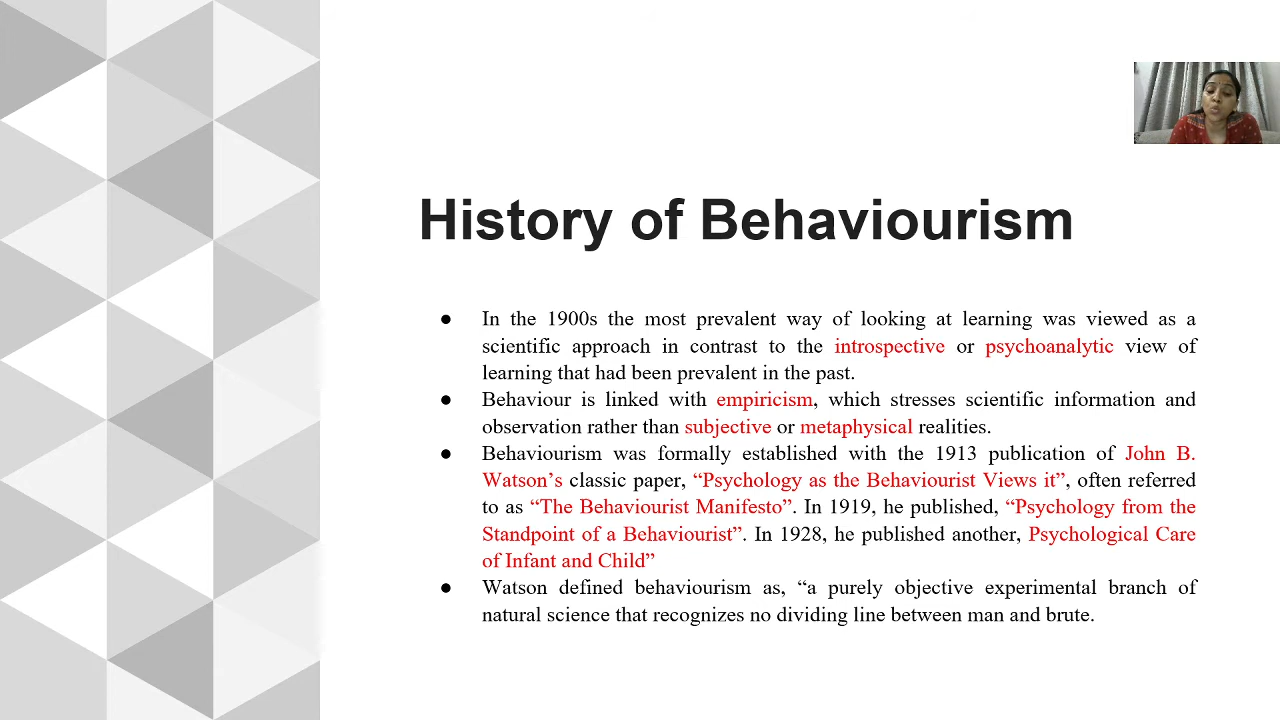 History of Behaviourism
● In the 1900s the most prevalent way of looking at learning was viewed as a
scientific approach in contrast to the introspective or psychoanalytic view of
learning that had been prevalent in the past.
● Behaviour is linked with empiricism, which stresses scientific information and
observation rather than subjective or metaphysical realities.
● Behaviourism was formally established with the 1913 publication of John B.
Watson’s classic paper, “Psychology as the Behaviourist Views it”, often referred
to as “The Behaviourist Manifesto”. In 1919, he published, “Psychology from the
Standpoint of a Behaviourist”. In 1928, he published another, Psychological Care
of Infant and Child”
● Watson defined behaviourism as, “a purely objective experimental branch of
natural science that recognizes no dividing line between man and brute.